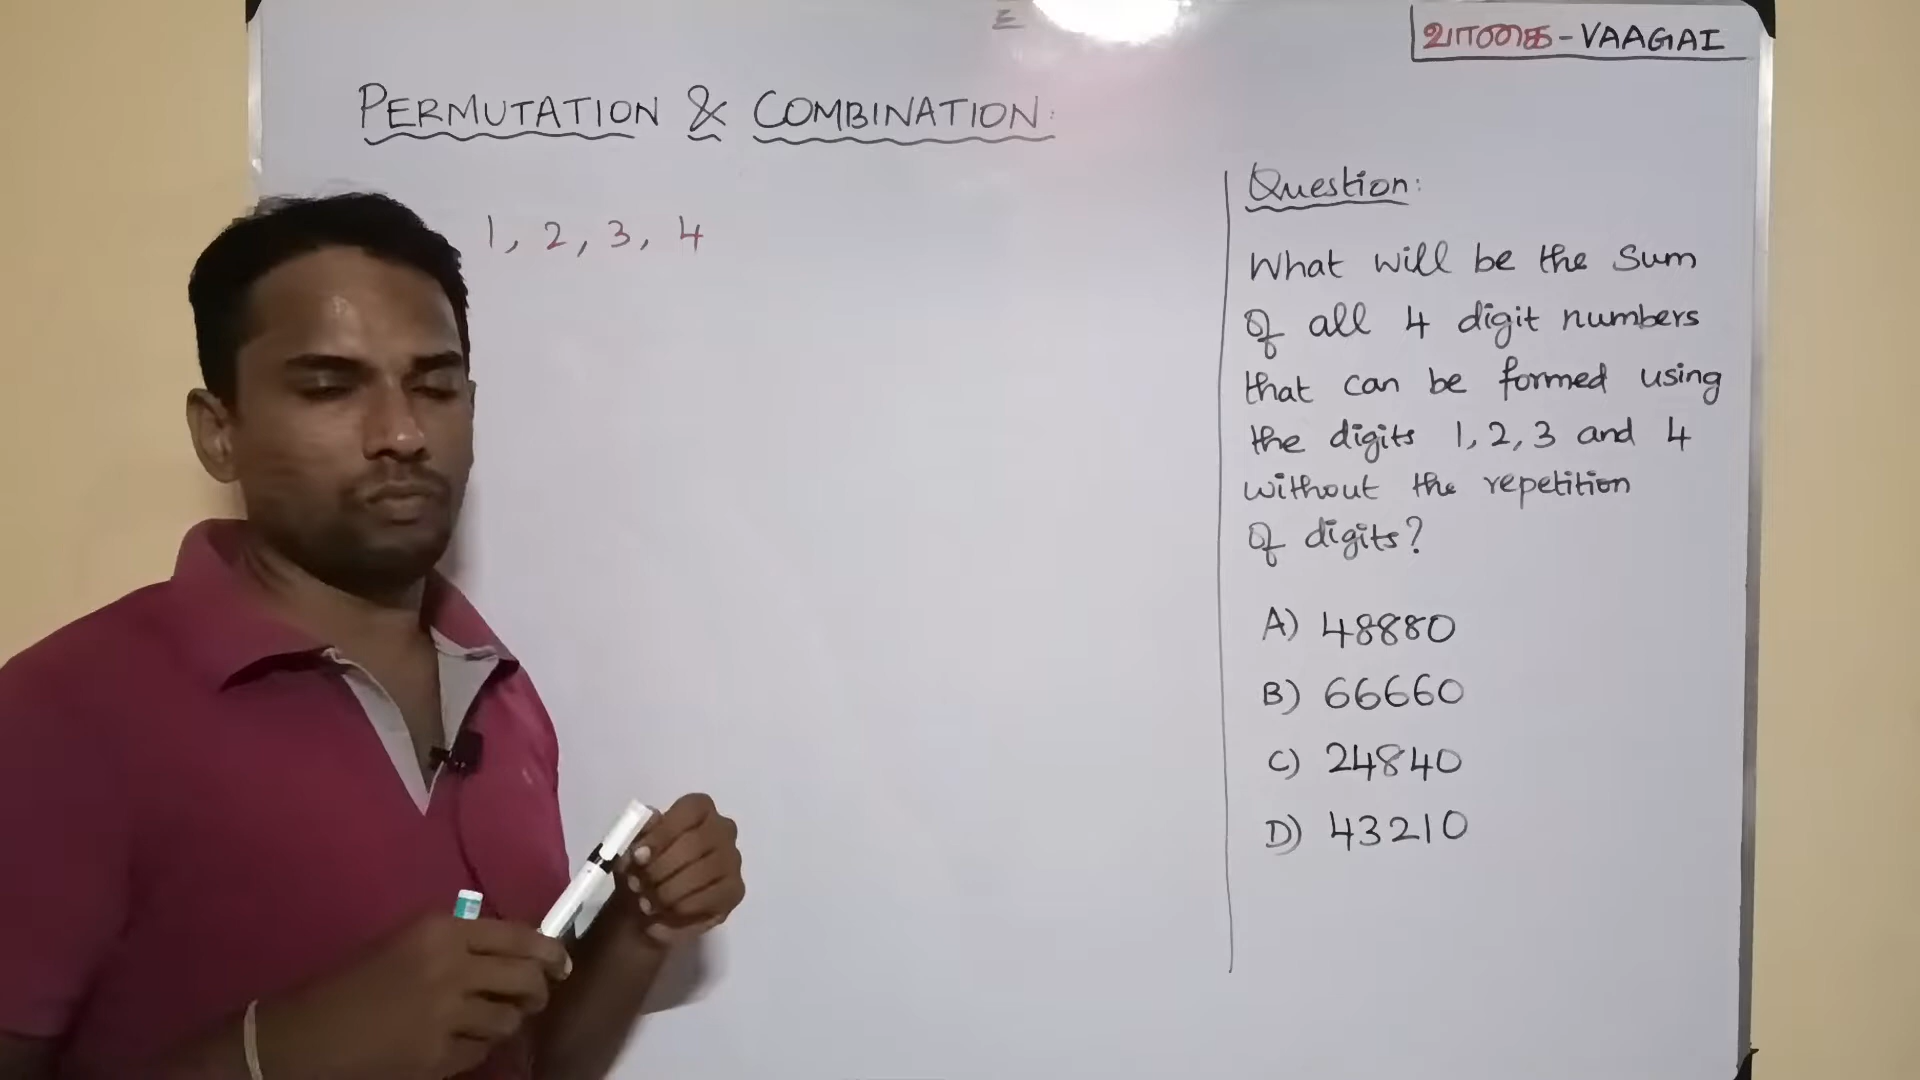 வாகை - VAAGAI
PERMUTATION & COMBINATION:
1, 2, 3, 4
Question:
What will be the Sum
Of all 4 digit numbers
that can be formed using
the digits 1, 2, 3 and 4
without the repetition
Of digits?
A) 48880
B) 66660
C) 24840
D) 43210